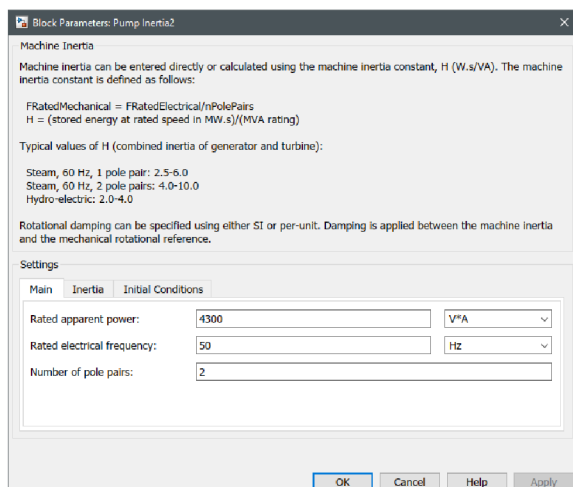 Block Parameters: Pump Inertia2
Machine Inertia
Machine inertia can be entered directly or calculated using the machine inertia constant, H (W.s/VA). The machine
inertia constant is defined as follows:
FRatedMechanical = FRatedElectrical/nPolePairs
H = (stored energy at rated speed in MW.s)/(MVA rating)
Typical values of H (combined inertia of generator and turbine):
Steam, 60 Hz, 1 pole pair: 2.5-6.0
Steam, 60 Hz, 2 pole pairs: 4.0-10.0
Hydro-electric: 2.0-4.0
Rotational damping can be specified using either SI or per-unit. Damping is applied between the machine inertia
and the mechanical rotational reference.
Settings
Main Inertia Initial Conditions
Rated apparent power: 4300 V*A
Rated electrical frequency: 50 Hz
Number of pole pairs: 2
OK Cancel Help Apply